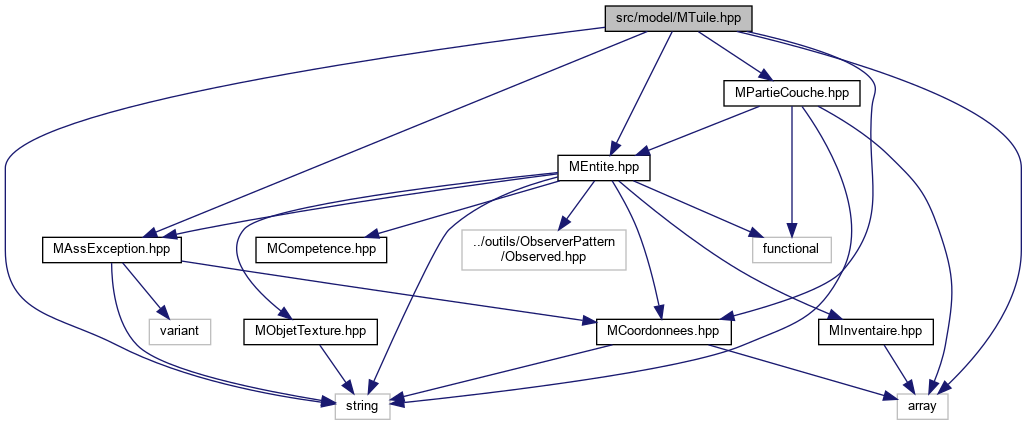 src/model/MTuile.hpp
MPartieCouche.hpp
MEntite.hpp
MAssException.hpp
MCompetence.hpp
../outils/ObserverPattern
/Observed.hpp
functional
variant
MObjetTexture.hpp
MCoordonnees.hpp
MInventaire.hpp
string
array